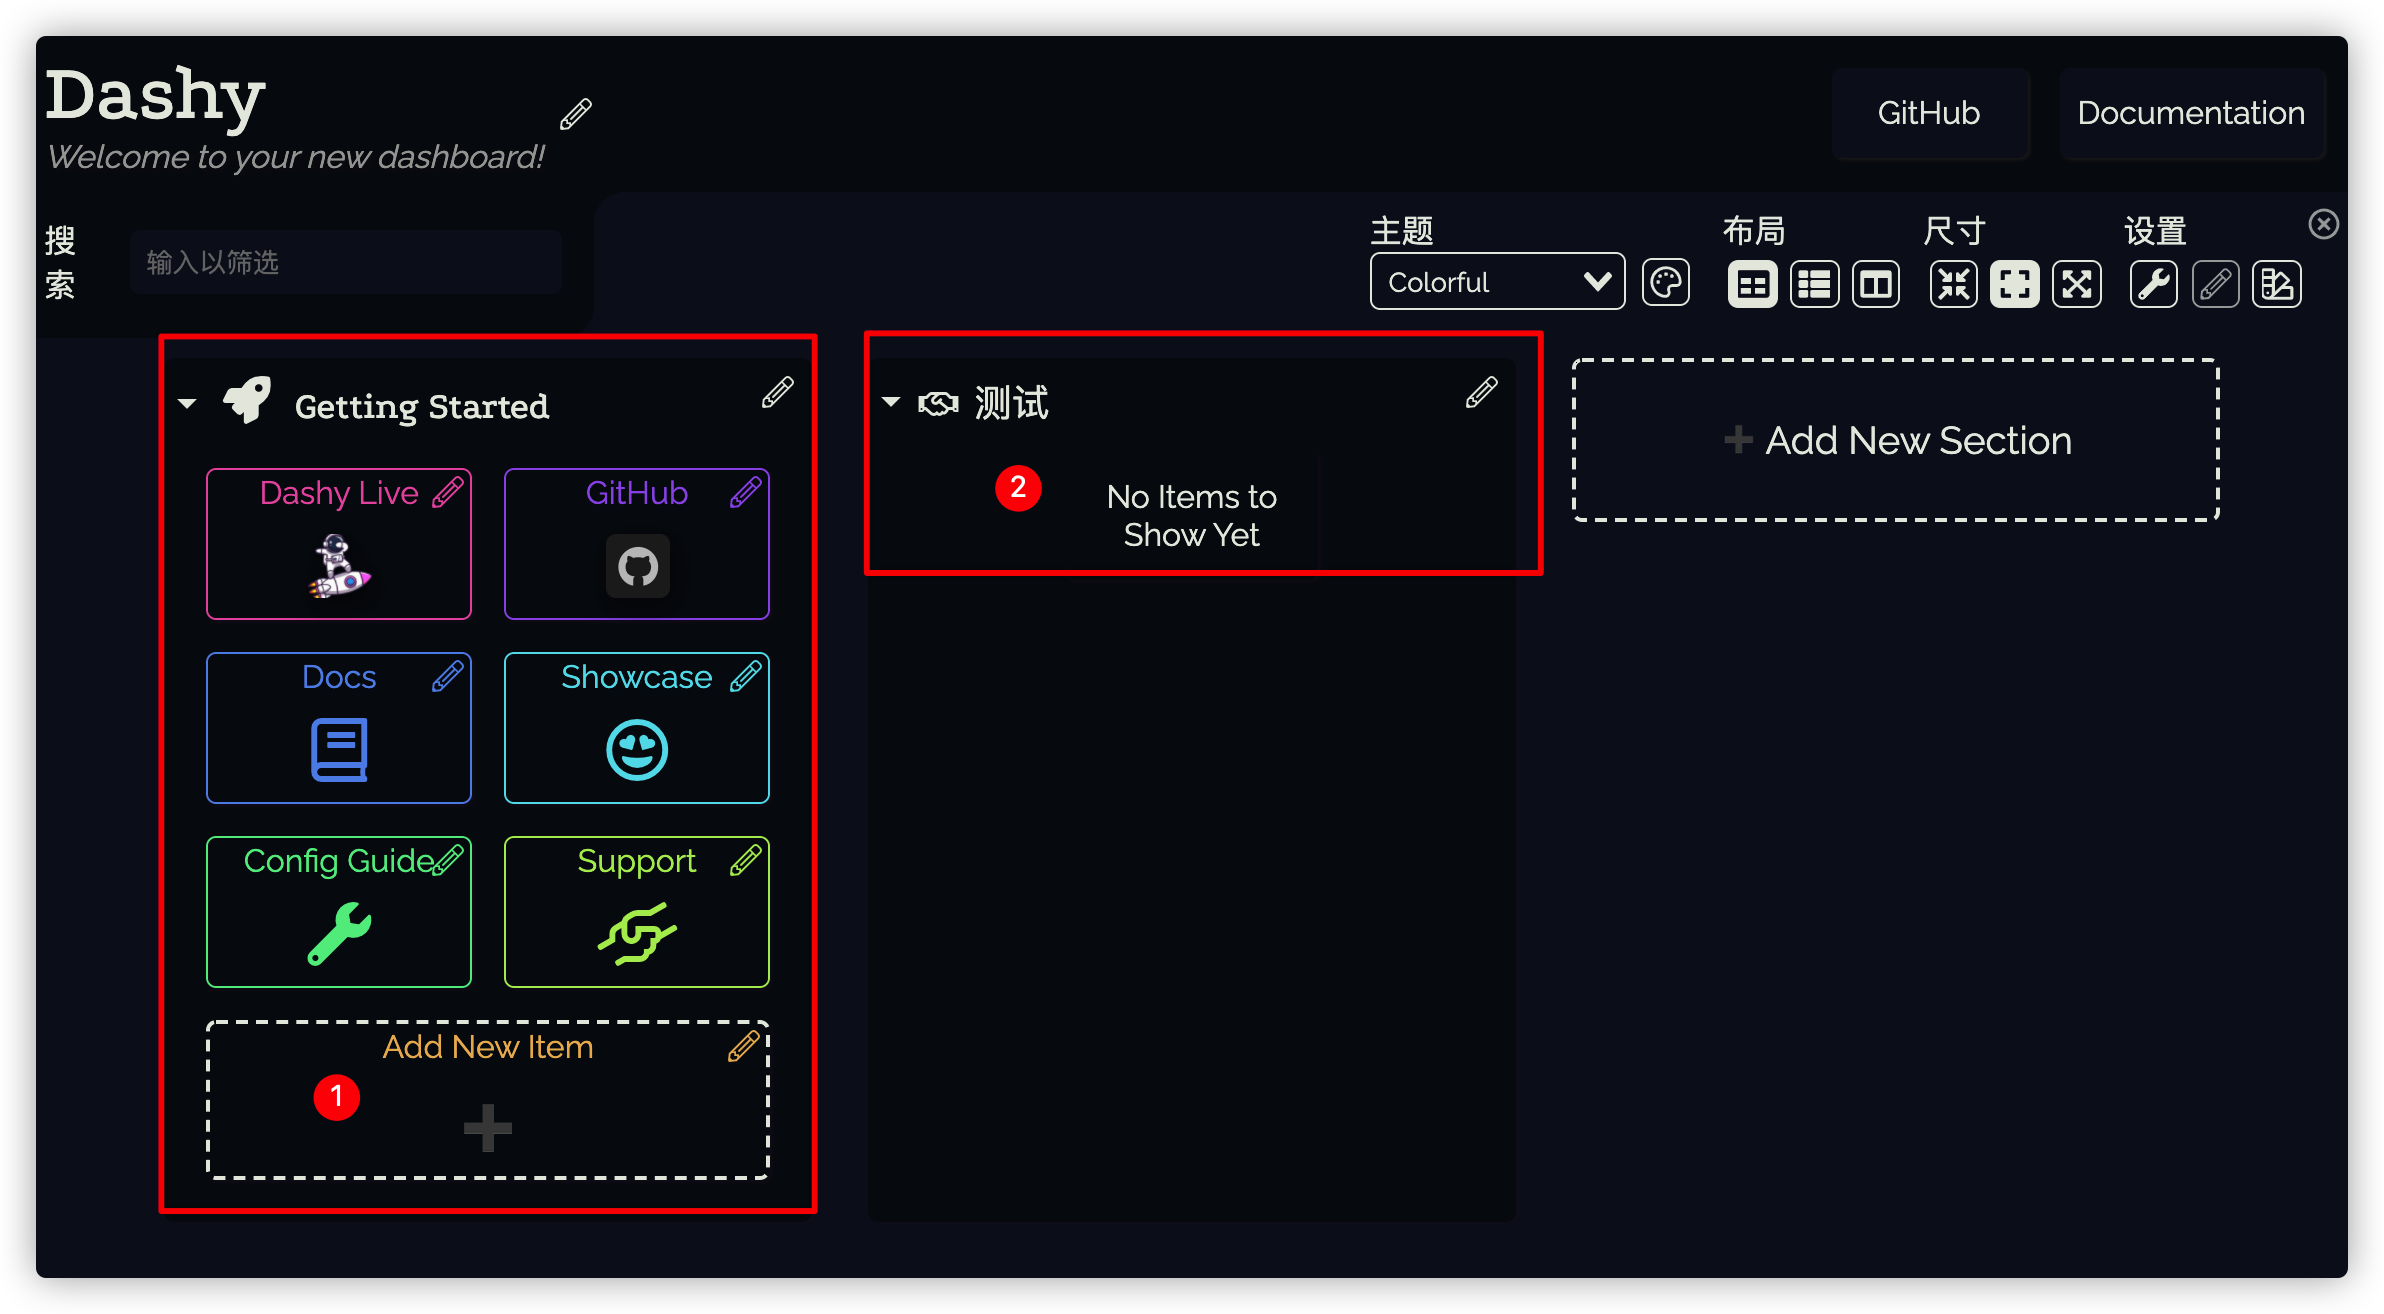 Dashy
Welcome to your new dashboard!
GitHub
Documentation
搜
索
输入以筛选
主题
布局
尺寸
设置
Colorful
Getting Started
Dashy Live
GitHub
Docs
Showcase
Config Guide
Support
Add New Item
1
测试
2
No Items to
Show Yet
Add New Section